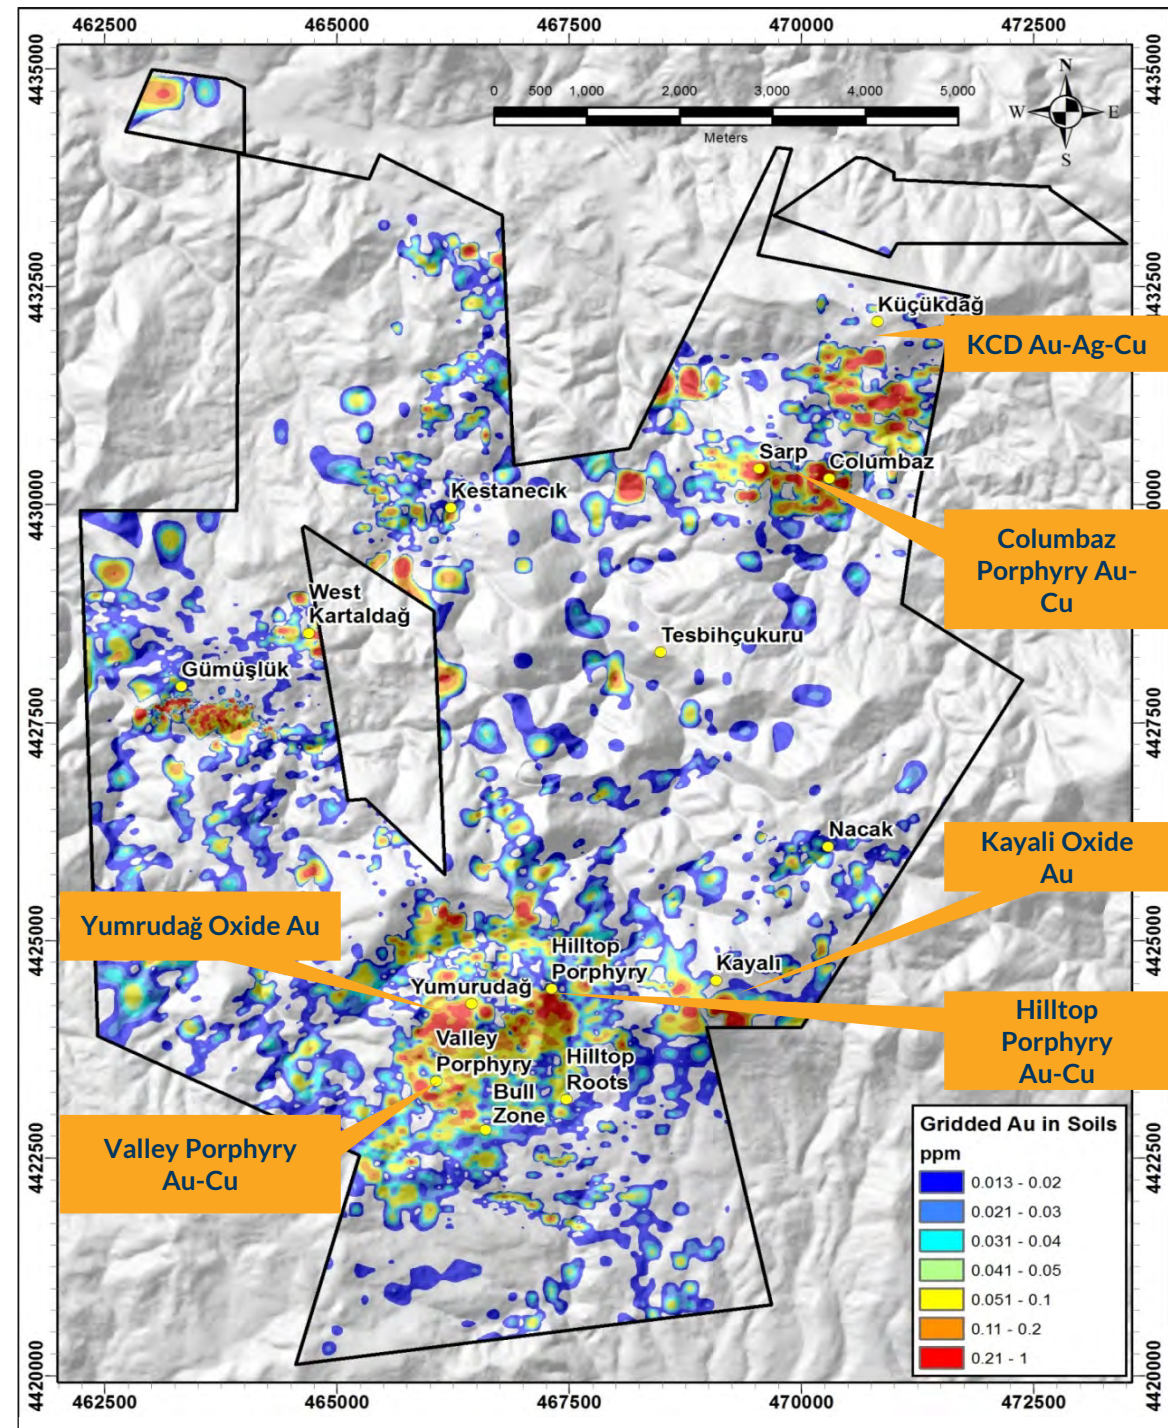 462500 465000 467500 470000 472500
4435000 4435000
N
W E
S
0 500 1,000 2,000 3,000 4,000 5,000
Meters
4432500 4432500
Küçükdağ
KCD Au-Ag-Cu
Sarp
Columbaz
Kestanecık
4430000 4430000
Columbaz
Porphyry Au-
Cu
West
Kartaldağ
Tesbihçukuru
Gümüşlük
4427500 4427500
Nacak
Kayali Oxide
Au
Yumrudağ Oxide Au
4425000 4425000
Hilltop
Porphyry
Kayalı
Yumurudağ
Hilltop
Porphyry
Au-Cu
Valley
Porphyry
Hilltop
Roots
Bull
Zone
Valley Porphyry
Au-Cu
4422500 4422500
Gridded Au in Soils
ppm
0.013 - 0.02
0.021 - 0.03
0.031 - 0.04
0.041 - 0.05
0.051 - 0.1
0.11 - 0.2
0.21 - 1
4420000 4420000
462500 465000 467500 470000 472500